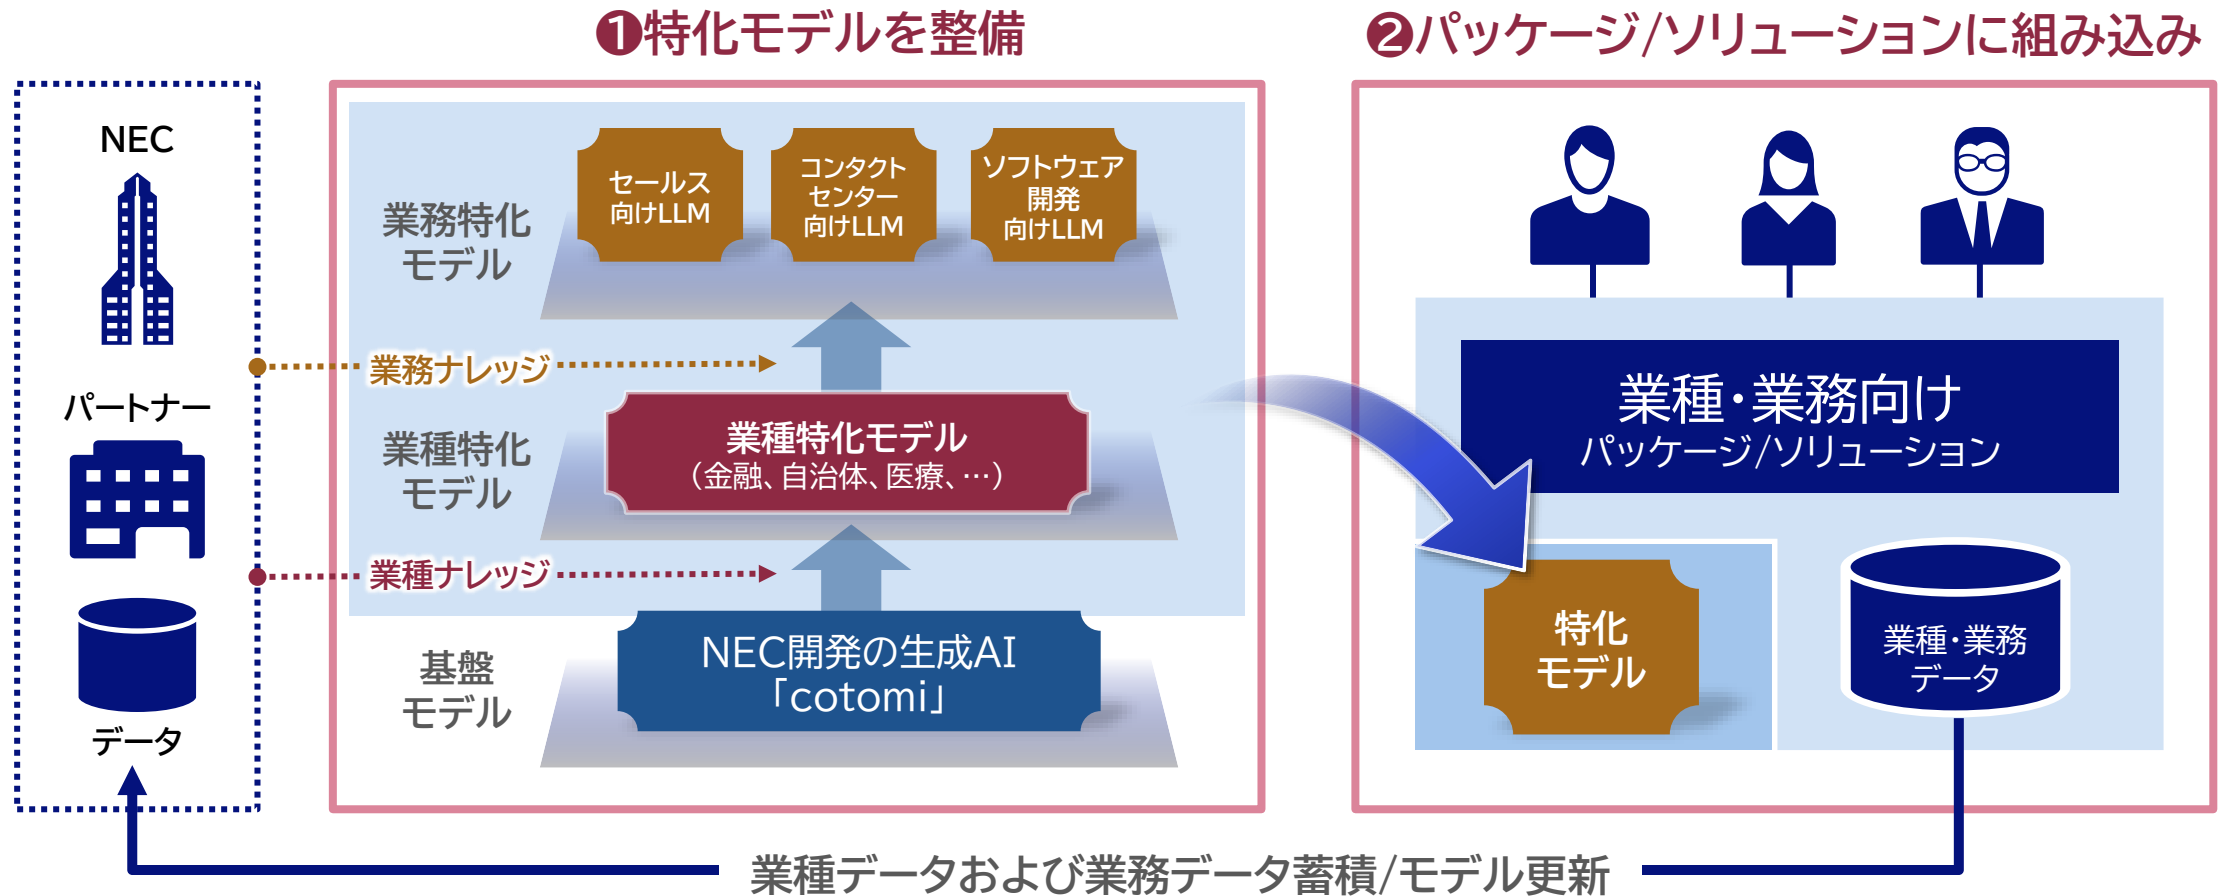 ❶特化モデルを整備
❷パッケージ/ソリューションに組み込み
NEC
パートナー
データ
業務特化
モデル
セールス
向けLLM
コンタクト
センター
向けLLM
ソフトウェア
開発
向けLLM
業務ナレッジ
業種特化
モデル
業種特化モデル
（金融、自治体、医療、…）
業種ナレッジ
基盤
モデル
NEC開発の生成AI
「cotomi」
業種・業務向け
パッケージ/ソリューション
特化
モデル
業種・業務
データ
業種データおよび業務データ蓄積/モデル更新